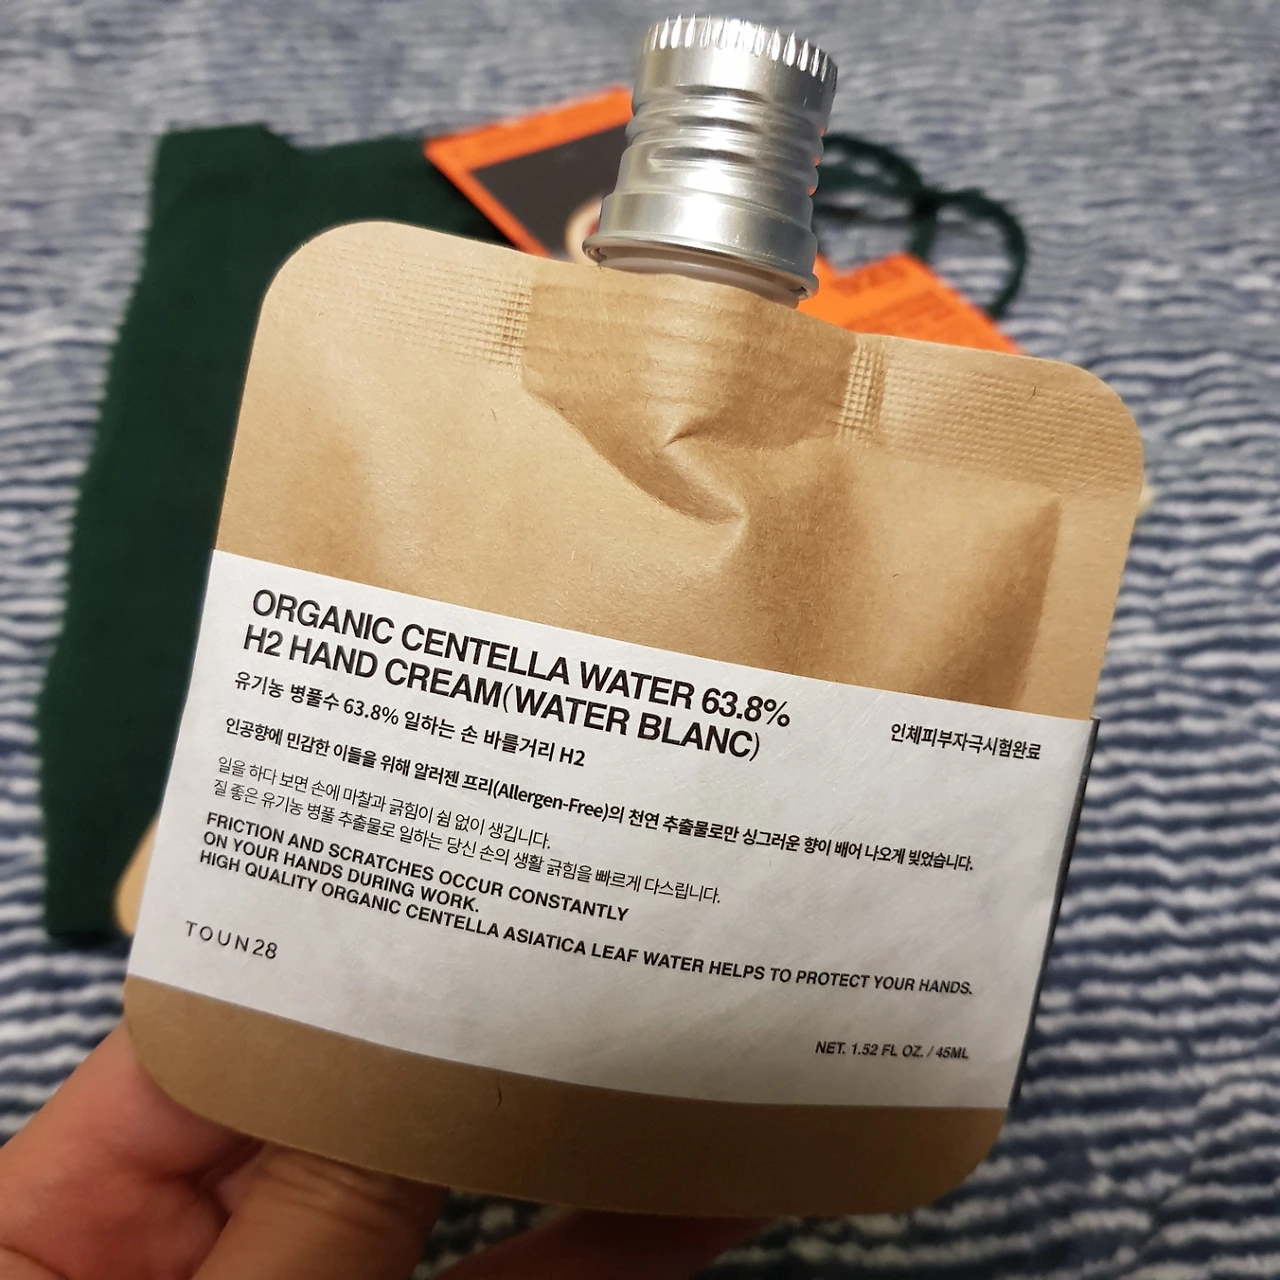 ORGANIC CENTELLA WATER 63.8%
H2 HAND CREAM(WATER BLANC)
유기농 병풀수 63.8% 일하는 손 바를거리 H2
인체피부자극시험완료
인공향에 민감한 이들을 위해 알러젠 프리(Allergen-Free)의 천연 추출물로만 싱그러운 향이 배어 나오게 빚었습니다.
일을 하다 보면 손에 마찰과 긁힘이 쉼 없이 생깁니다.
질 좋은 유기농 병풀 추출물로 일하는 당신 손의 생활 긁힘을 빠르게 다스립니다.
FRICTION AND SCRATCHES OCCUR CONSTANTLY
ON YOUR HANDS DURING WORK.
HIGH QUALITY ORGANIC CENTELLA ASIATICA LEAF WATER HELPS TO PROTECT YOUR HANDS.
TOUN28
NET. 1.52 FL OZ. / 45ML